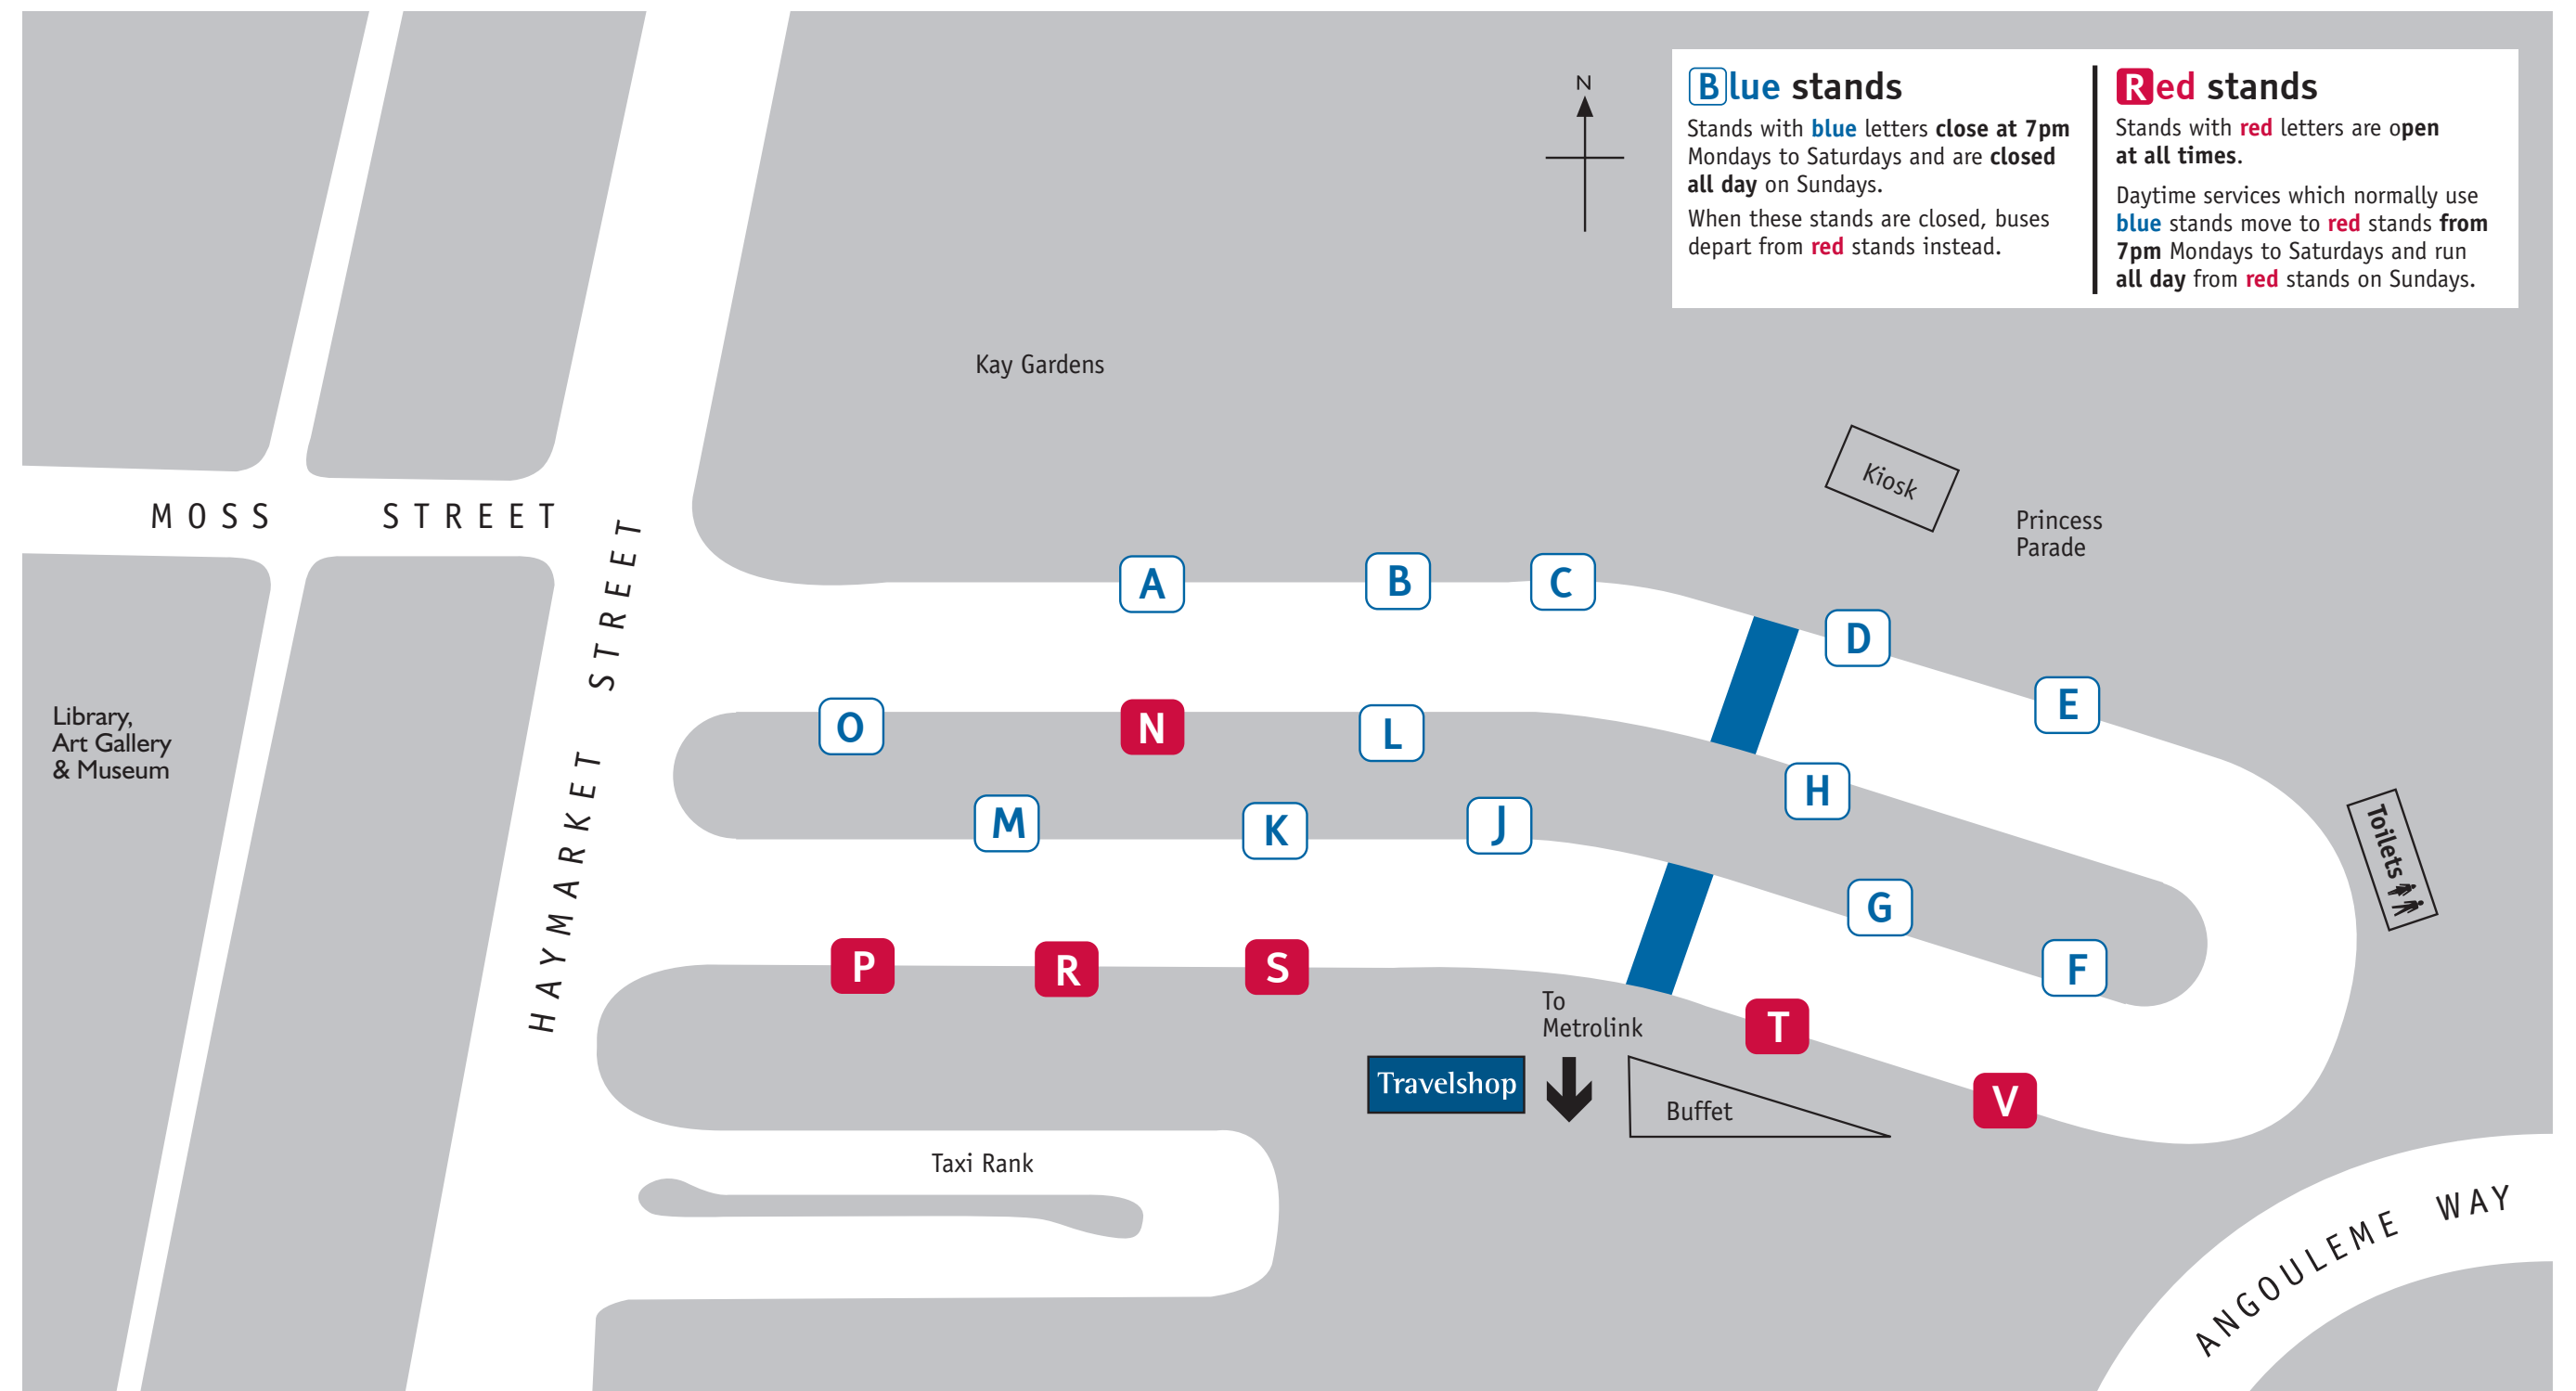 N
Blue stands
Stands with blue letters close at 7pm
Mondays to Saturdays and are closed
all day on Sundays.
When these stands are closed, buses
depart from red stands instead.
Red stands
Stands with red letters are open
at all times.
Daytime services which normally use
blue stands move to red stands from
7pm Mondays to Saturdays and run
all day from red stands on Sundays.
Kay Gardens
Kiosk
Princess
Parade
MOSS STREET
HAYMARKET STREET
A
B
C
D
E
Library,
Art Gallery
& Museum
O
N
L
H
M
K
J
G
F
Toilets
P
R
S
T
V
To
Metrolink
Travelshop
Buffet
Taxi Rank
ANGOULEME WAY